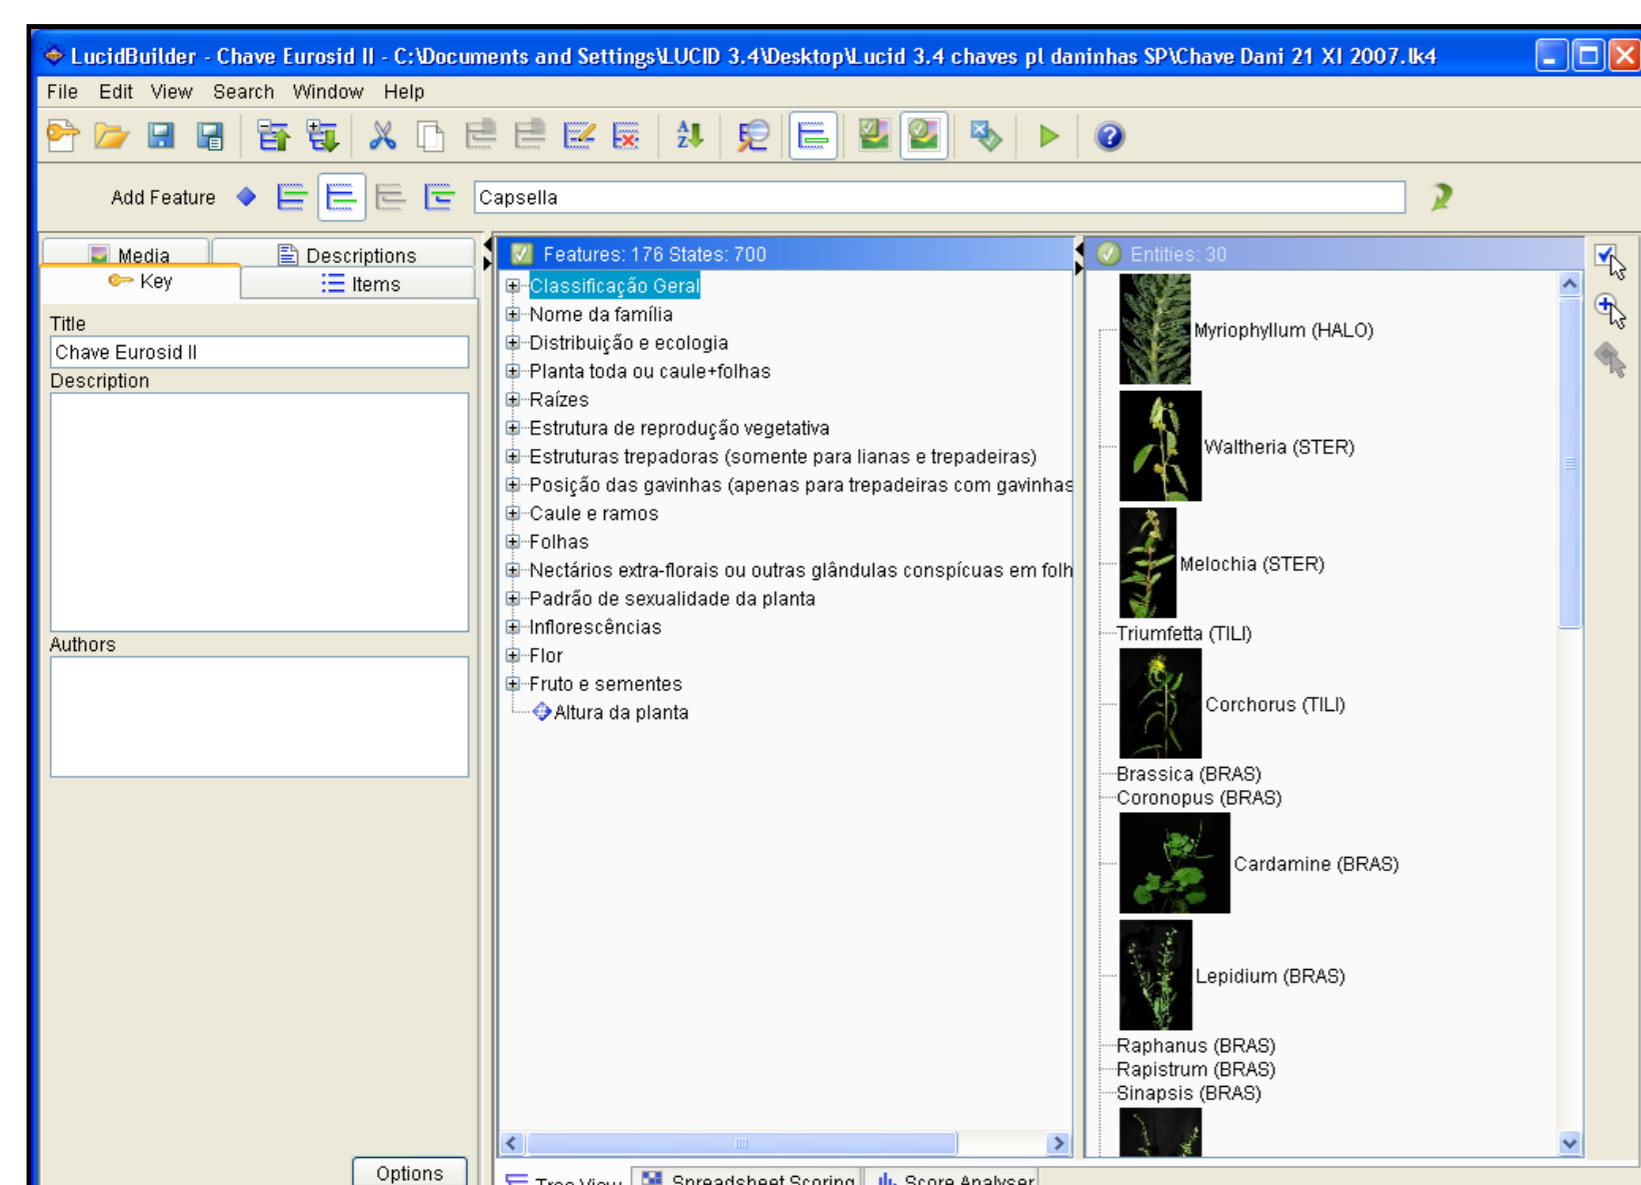 LucidBuilder - Chave Eurosid II - C:\Documents and Settings\LUCID 3.4\Desktop\Lucid 3.4 chaves pl daninhas SP\Chave Dani 21 XI 2007.lk4
File Edit View Search Window Help
Add Feature Capsella
Media Descriptions
Key Items
Title
Chave Eurosid II
Description
Authors
Options
Features: 176 States: 700
Classificação Geral
Nome da família
Distribuição e ecologia
Planta toda ou caule+folhas
Raízes
Estrutura de reprodução vegetativa
Estruturas trepadoras (somente para lianas e trepadeiras)
Posição das gavinhas (apenas para trepadeiras com gavinhas
Caule e ramos
Folhas
Nectários extra-florais ou outras glândulas conspícuas em folh
Padrão de sexualidade da planta
Inflorescências
Flor
Fruto e sementes
Altura da planta
Entities: 30
Myriophyllum (HALO)
Waltheria (STER)
Melochia (STER)
Triumfetta (TILI)
Corchorus (TILI)
Brassica (BRAS)
Coronopus (BRAS)
Cardamine (BRAS)
Lepidium (BRAS)
Raphanus (BRAS)
Rapistrum (BRAS)
Sinapsis (BRAS)
Tree View Spreadsheet Scoring Score Analyser